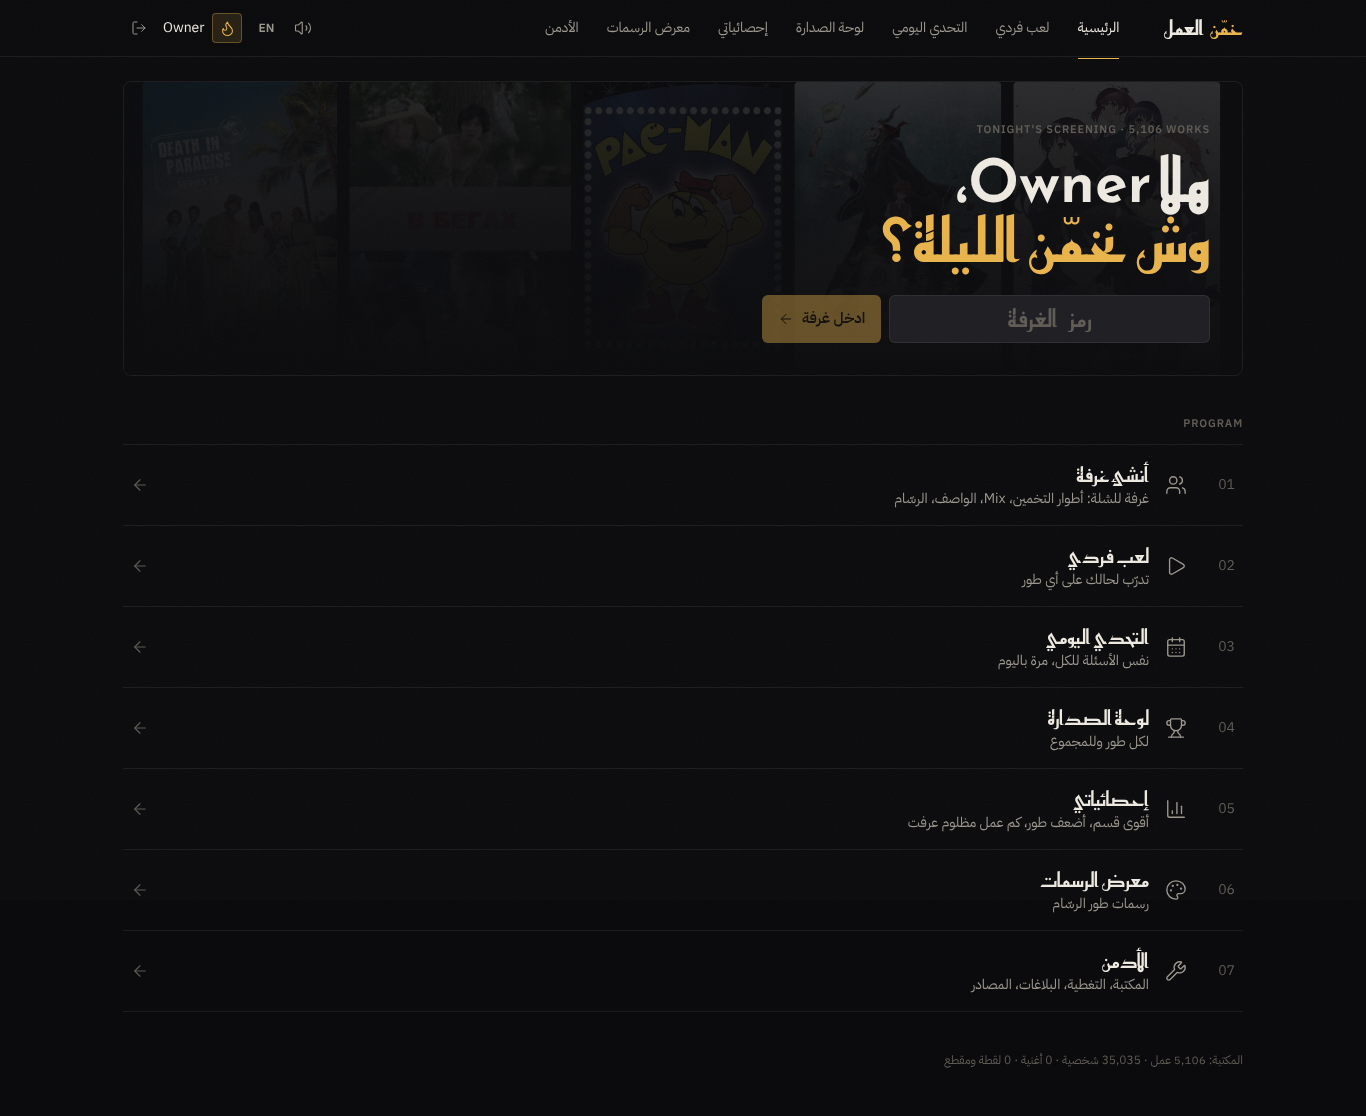 خمّن العمل
الرئيسية
لعب فردي
التحدي اليومي
لوحة الصدارة
إحصائياتي
معرض الرسمات
الأدمن
EN
Owner
TONIGHT'S SCREENING · 5,106 WORKS
هلا Owner،
وش نخمّن الليلة؟
رمز الغرفة
ادخل غرفة
DEATH IN
PARADISE
PAC-MAN
PROGRAM
01
أنشئ غرفة
غرفة للشلة: أطوار التخمين، Mix، الواصف، الرسّام
02
لعب فردي
تدرّب لحالك على أي طور
03
التحدي اليومي
نفس الأسئلة للكل، مرة باليوم
04
لوحة الصدارة
لكل طور وللمجموع
05
إحصائياتي
أقوى قسم، أضعف طور، كم عمل مظلوم عرفت
06
معرض الرسمات
رسمات طور الرسّام
07
الأدمن
المكتبة، التغطية، البلاغات، المصادر
المكتبة: 5,106 عمل · 35,035 شخصية · 0 أغنية · 0 لقطة ومقطع